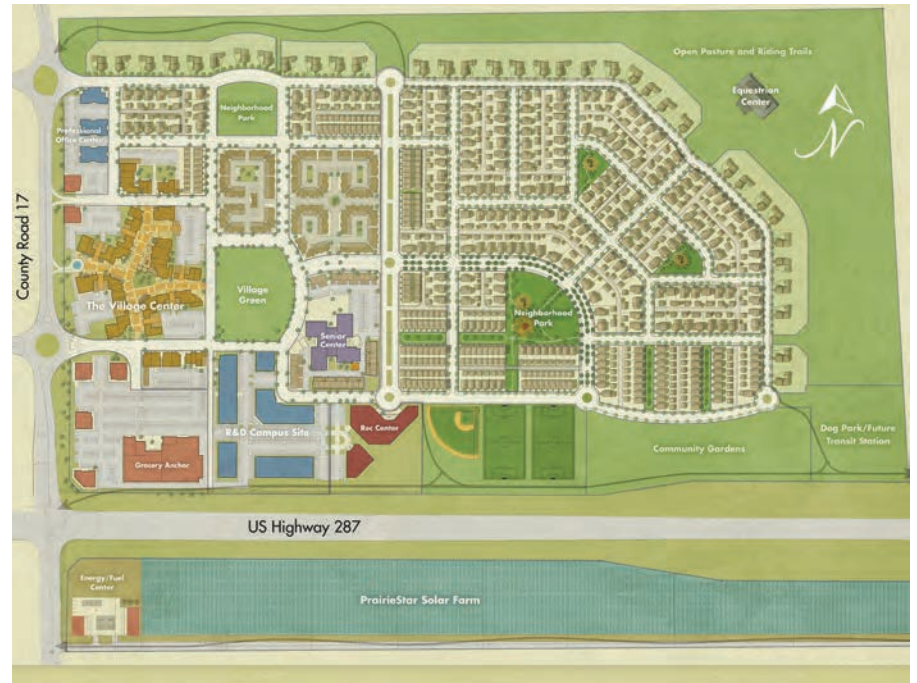 Open Pasture and Riding Trails
Equestrian
Center
N
Neighborhood
Park
Professional
Office Center
County Road 17
Village
Green
The Village Center
Senior
Center
Neighborhood
Park
Rec Center
R&D Campus Site
Grocery Anchor
Dog Park/Future
Transit Station
Community Gardens
US Highway 287
Energy/Fuel
Center
PrairieStar Solar Farm